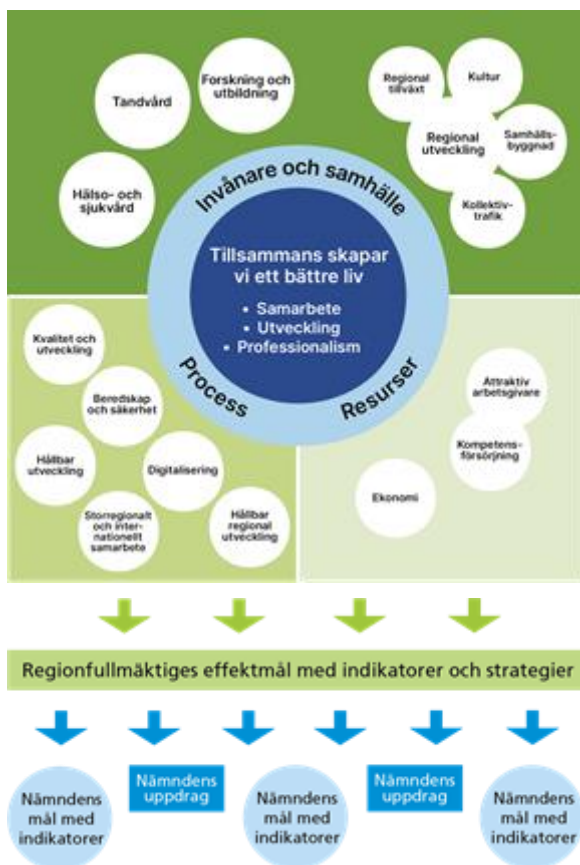 Forskning och
utbildning
Tandvård
Hälso- och
sjukvård
Regional
tillväxt
Kultur
Regional
utveckling
Samhälls-
byggnad
Kollektiv-
trafik
Invånare och samhälle
Tillsammans skapar
vi ett bättre liv
• Samarbete
• Utveckling
• Professionalism
Process
Resurser
Kvalitet och
utveckling
Beredskap
och säkerhet
Hållbar
utveckling
Digitalisering
Storregionalt
och inter-
nationellt
samarbete
Hållbar
regional
utveckling
Attraktiv
arbetsgivare
Kompetens-
försörjning
Ekonomi
Regionfullmäktiges effektmål med indikatorer och strategier
Nämndens
mål med
indikatorer
Nämndens
uppdrag
Nämndens
mål med
indikatorer
Nämndens
uppdrag
Nämndens
mål med
indikatorer